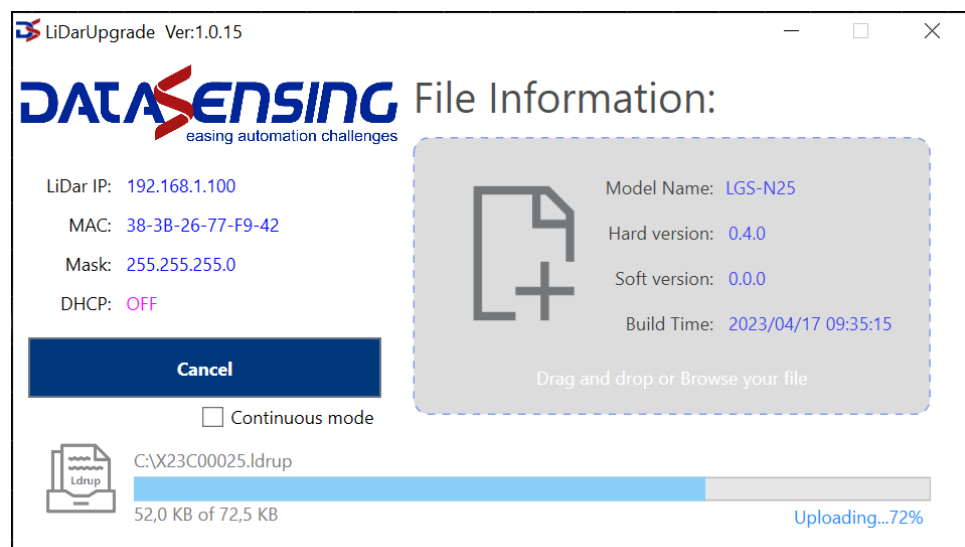 LiDarUpgrade Ver:1.0.15
DATASENSING
easing automation challenges
File Information:
LiDar IP: 192.168.1.100
MAC: 38-3B-26-77-F9-42
Mask: 255.255.255.0
DHCP: OFF
Model Name: LGS-N25
Hard version: 0.4.0
Soft version: 0.0.0
Build Time: 2023/04/17 09:35:15
Drag and drop or Browse your file
Cancel
Continuous mode
Ldrup
C:\X23C00025.ldrup
52,0 KB of 72,5 KB
Uploading...72%